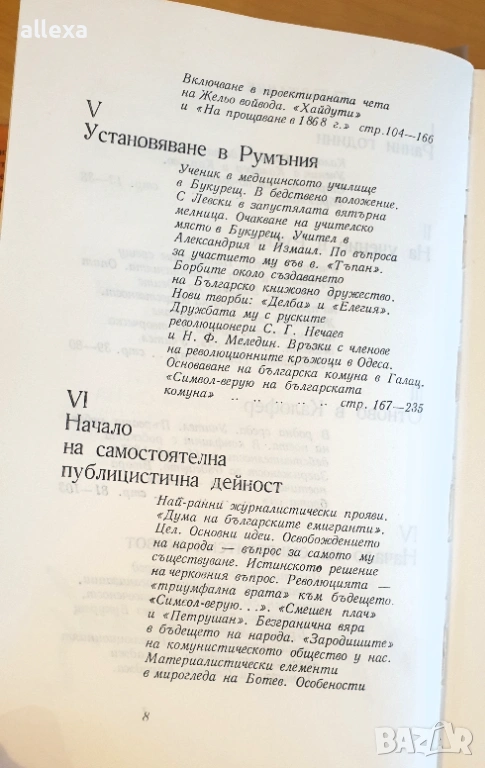 allexa
Включване в проектираната чета
на Жельо войвода. «Хайдути»
и «На прощаване в 1868 г.» стр. 104—166
V
Установяване в Румъния
Ученик в медицинското училище
в Букурещ. В бедствено положение.
С Левски в запустялата вятърна
мелница. Очакване на учителско
място в Букурещ. Учител в
Александрия и Измаил. По въпроса
за участието му във в. «Тъпан».
Борбите около създаването
на Българско книжовно дружество.
Нови творби: «Делба» и «Елегия».
Дружбата му с руските
революционери С. Г. Нечаев
и Н. Ф. Меледин. Връзки с членове
на революционните кръжоци в Одеса.
Основаване на българска комуна в Галац.
«Символ-верую на българската
комуна» .. .. .. .. .. стр. 167—235
VI
Начало
на самостоятелна
публицистична дейност
Най-ранни журналистически прояви.
«Дума на българските емигранти».
Цел. Основни идеи. Освобождението
на народа — въпрос за самото му
съществуване. Истинското решение
на черковния въпрос. Революцията —
«триумфална врата» към бъдещето.
«Символ-верую...». «Смешен плач»
и «Петрушан». Безгранична вяра
в бъдещето на народа. «Зародишите»
на комунистическото общество у нас.
Материалистически елементи
в мирогледа на Ботев. Особености
8
BAZAR